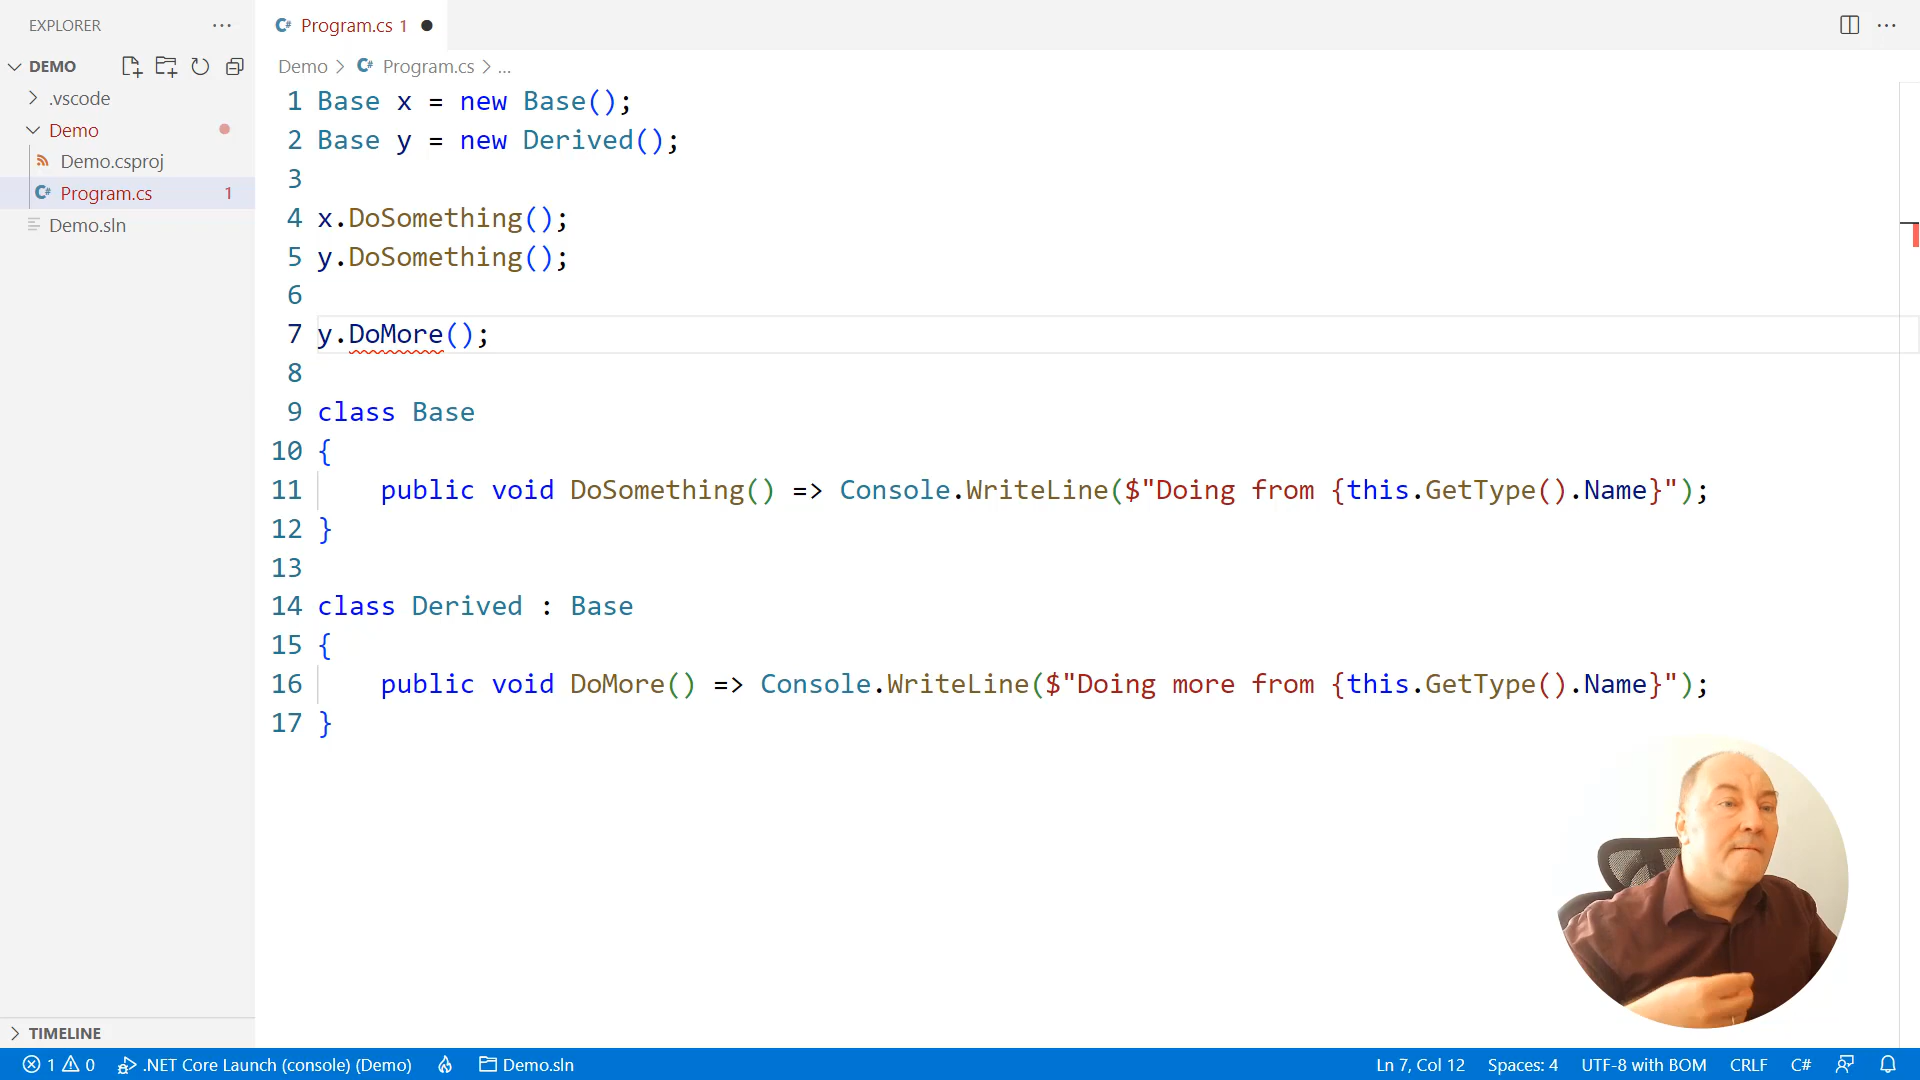 EXPLORER
DEMO
.vscode
Demo
Demo.csproj
Program.cs 1
Demo.sln
TIMELINE
Program.cs 1
Demo > Program.cs > ...
1 Base x = new Base();
2 Base y = new Derived();
3
4 x.DoSomething();
5 y.DoSomething();
6
7 y.DoMore();
8
9 class Base
10 {
11     public void DoSomething() => Console.WriteLine($"Doing from {this.GetType().Name}");
12 }
13
14 class Derived : Base
15 {
16     public void DoMore() => Console.WriteLine($"Doing more from {this.GetType().Name}");
17 }
1 0 .NET Core Launch (console) (Demo) Demo.sln Ln 7, Col 12 Spaces: 4 UTF-8 with BOM CRLF C#